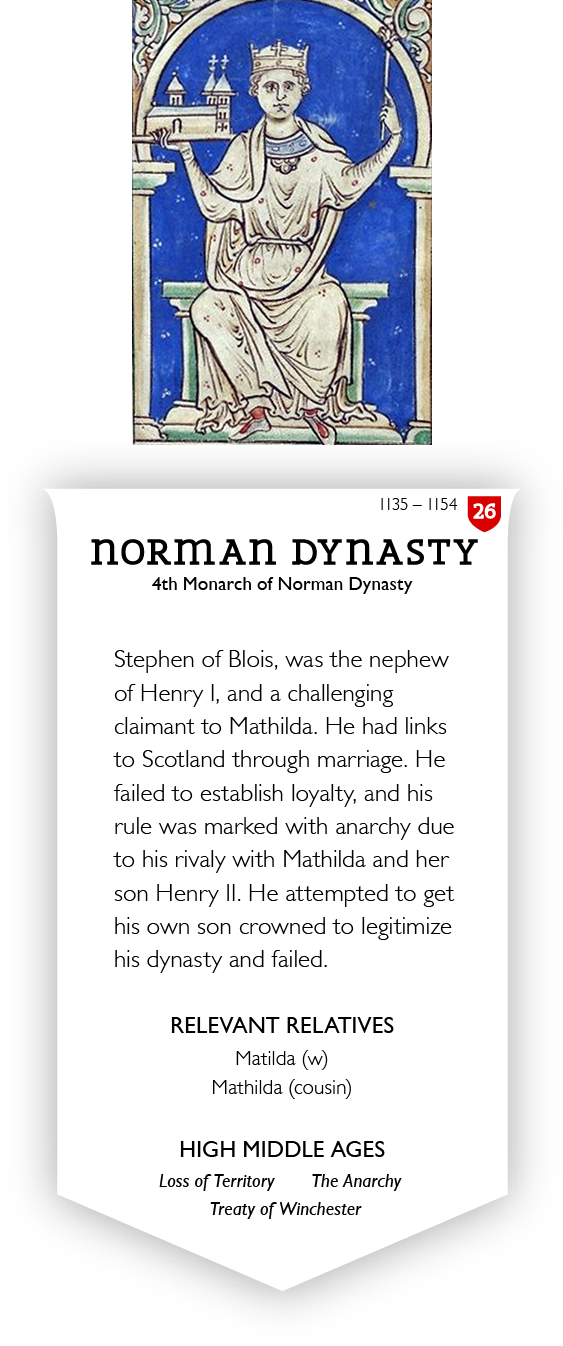 1135 – 1154
26
NORMAN DYNASTY
4th Monarch of Norman Dynasty
Stephen of Blois, was the nephew
of Henry I, and a challenging
claimant to Mathilda. He had links
to Scotland through marriage. He
failed to establish loyalty, and his
rule was marked with anarchy due
to his rivaly with Mathilda and her
son Henry II. He attempted to get
his own son crowned to legitimize
his dynasty and failed.
RELEVANT RELATIVES
Matilda (w)
Mathilda (cousin)
HIGH MIDDLE AGES
Loss of Territory The Anarchy
Treaty of Winchester